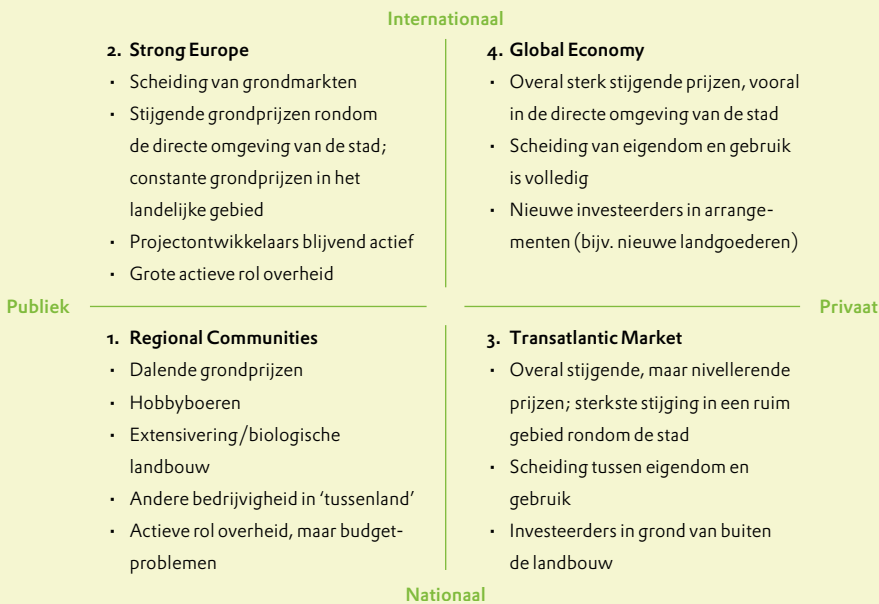 Internationaal
2. Strong Europe
· Scheiding van grondmarkten
· Stijgende grondprijzen rondom
de directe omgeving van de stad;
constante grondprijzen in het
landelijke gebied
· Projectontwikkelaars blijvend actief
· Grote actieve rol overheid
4. Global Economy
· Overal sterk stijgende prijzen, vooral
in de directe omgeving van de stad
· Scheiding van eigendom en gebruik
is volledig
· Nieuwe investeerders in arrange-
menten (bijv. nieuwe landgoederen)
Publiek
Privaat
1. Regional Communities
· Dalende grondprijzen
· Hobbyboeren
· Extensivering/biologische
landbouw
· Andere bedrijvigheid in ‘tussenland’
· Actieve rol overheid, maar budget-
problemen
3. Transatlantic Market
· Overal stijgende, maar nivellerende
prijzen; sterkste stijging in een ruim
gebied rondom de stad
· Scheiding tussen eigendom en
gebruik
· Investeerders in grond van buiten
de landbouw
Nationaal